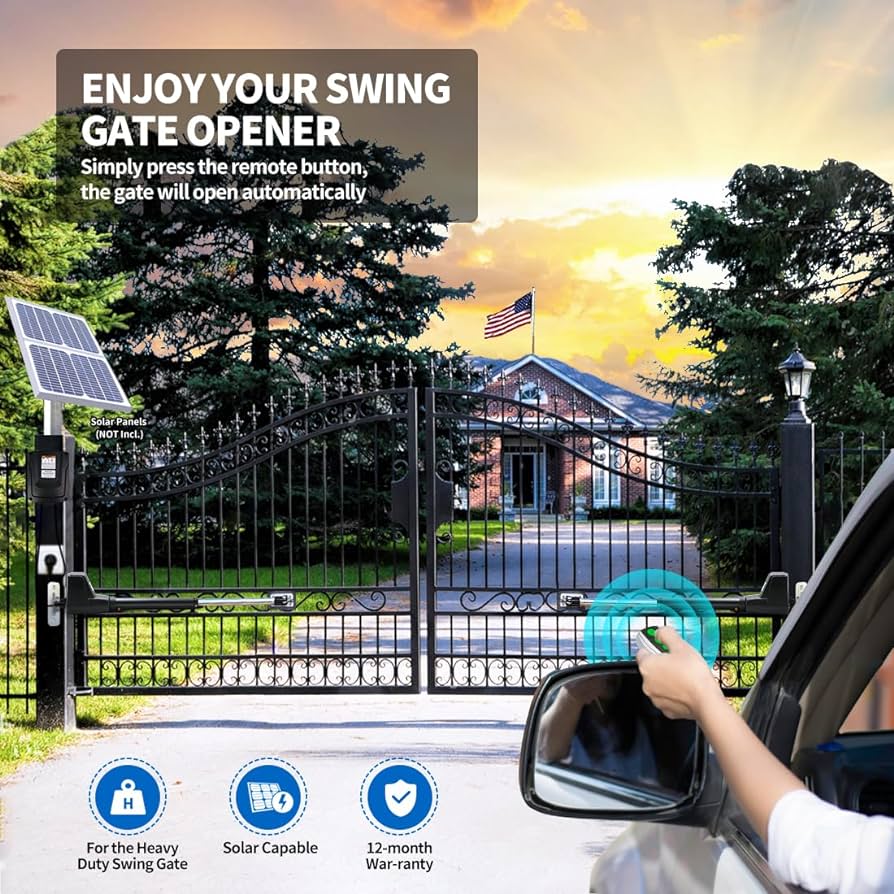 ENJOY YOUR SWING
GATE OPENER
Simply press the remote button,
the gate will open automatically
Solar Panels
(NOT Incl.)
H
For the Heavy
Duty Swing Gate
Solar Capable
12-month
War-ranty